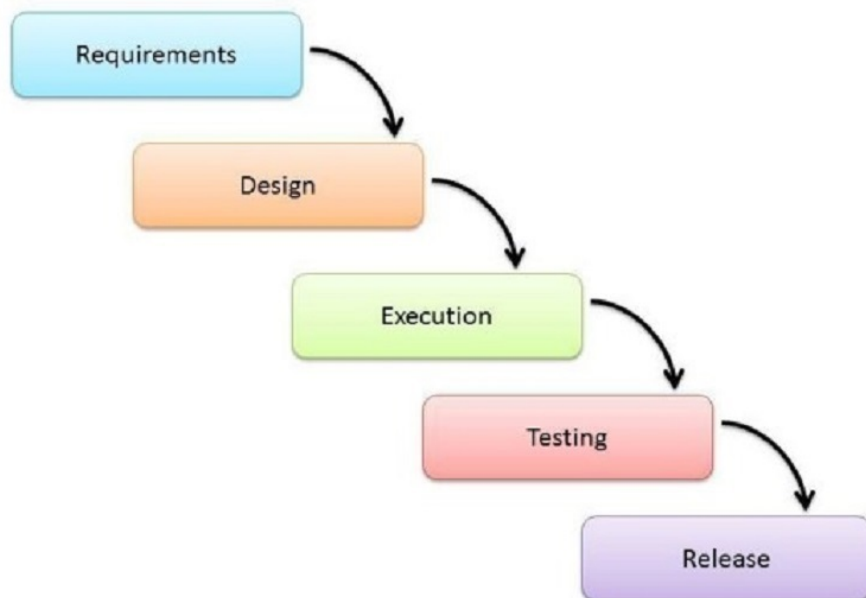 Requirements
Design
Execution
Testing
Release